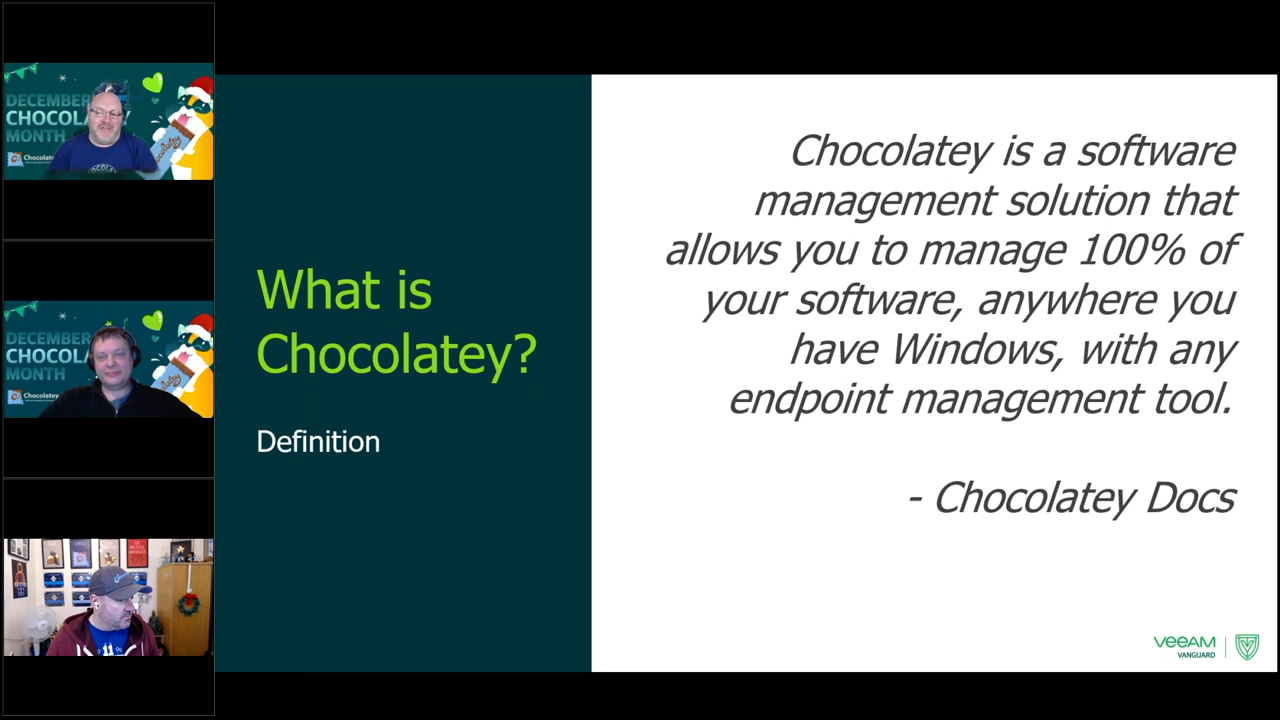 DECEMBER
CHOCOLATEY
MONTH
Chocolatey
DECEMBER
CHOCOLA
MONTH
Chocolatey
What is
Chocolatey?
Definition
Chocolatey is a software
management solution that
allows you to manage 100% of
your software, anywhere you
have Windows, with any
endpoint management tool.
- Chocolatey Docs
VEEAM
VANGUARD